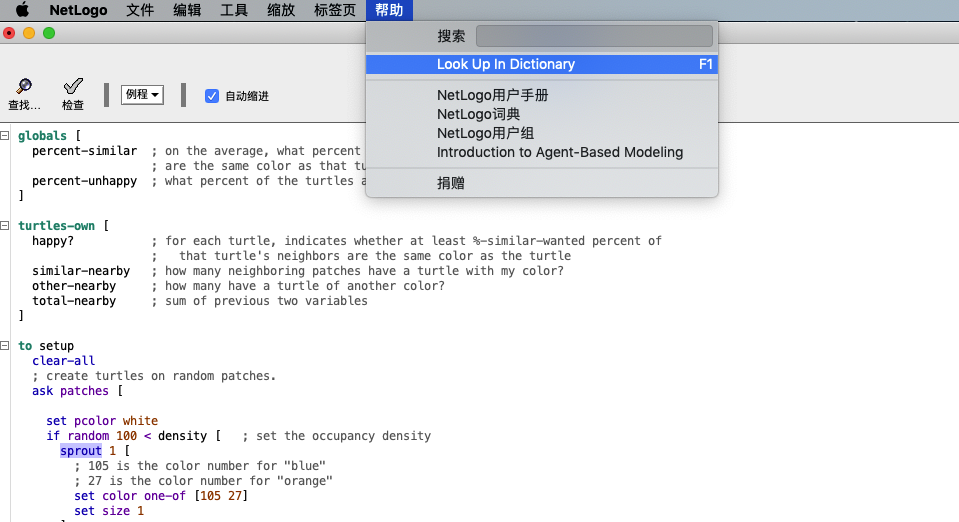 NetLogo 文件 编辑 工具 缩放 标签页 帮助
搜索
Look Up In Dictionary F1
NetLogo用户手册
NetLogo词典
NetLogo用户组
Introduction to Agent-Based Modeling
捐赠
查找... 检查 例程 自动缩进
globals [
percent-similar ; on the average, what percent
; are the same color as that tu
percent-unhappy ; what percent of the turtles a
]
turtles-own [
happy? ; for each turtle, indicates whether at least %-similar-wanted percent of
; that turtle's neighbors are the same color as the turtle
similar-nearby ; how many neighboring patches have a turtle with my color?
other-nearby ; how many have a turtle of another color?
total-nearby ; sum of previous two variables
]
to setup
clear-all
; create turtles on random patches.
ask patches [
set pcolor white
if random 100 < density [ ; set the occupancy density
sprout 1 [
; 105 is the color number for "blue"
; 27 is the color number for "orange"
set color one-of [105 27]
set size 1